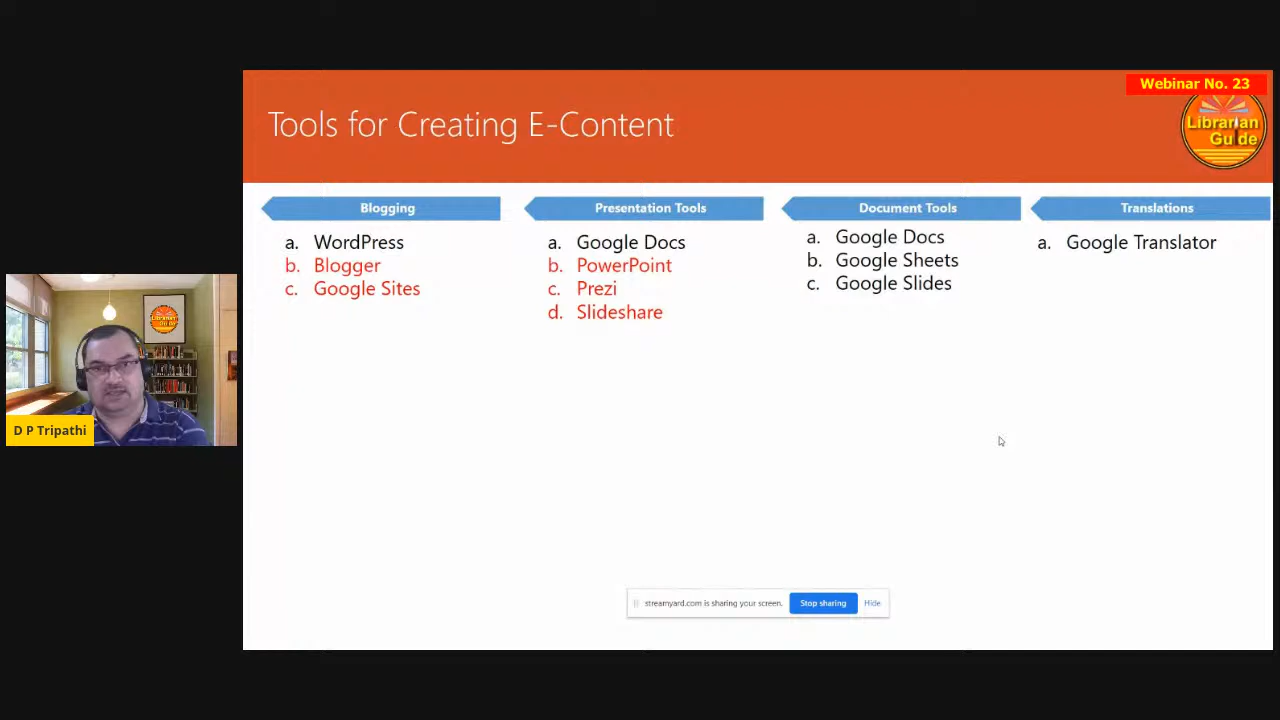 Webinar No. 23
Tools for Creating E-Content
Librarian
Guide
Blogging
a. WordPress
b. Blogger
c. Google Sites
Presentation Tools
a. Google Docs
b. PowerPoint
c. Prezi
d. Slideshare
Document Tools
a. Google Docs
b. Google Sheets
c. Google Slides
Translations
a. Google Translator
Librarian
Guide
D P Tripathi
streamyard.com is sharing your screen. Stop sharing Hide